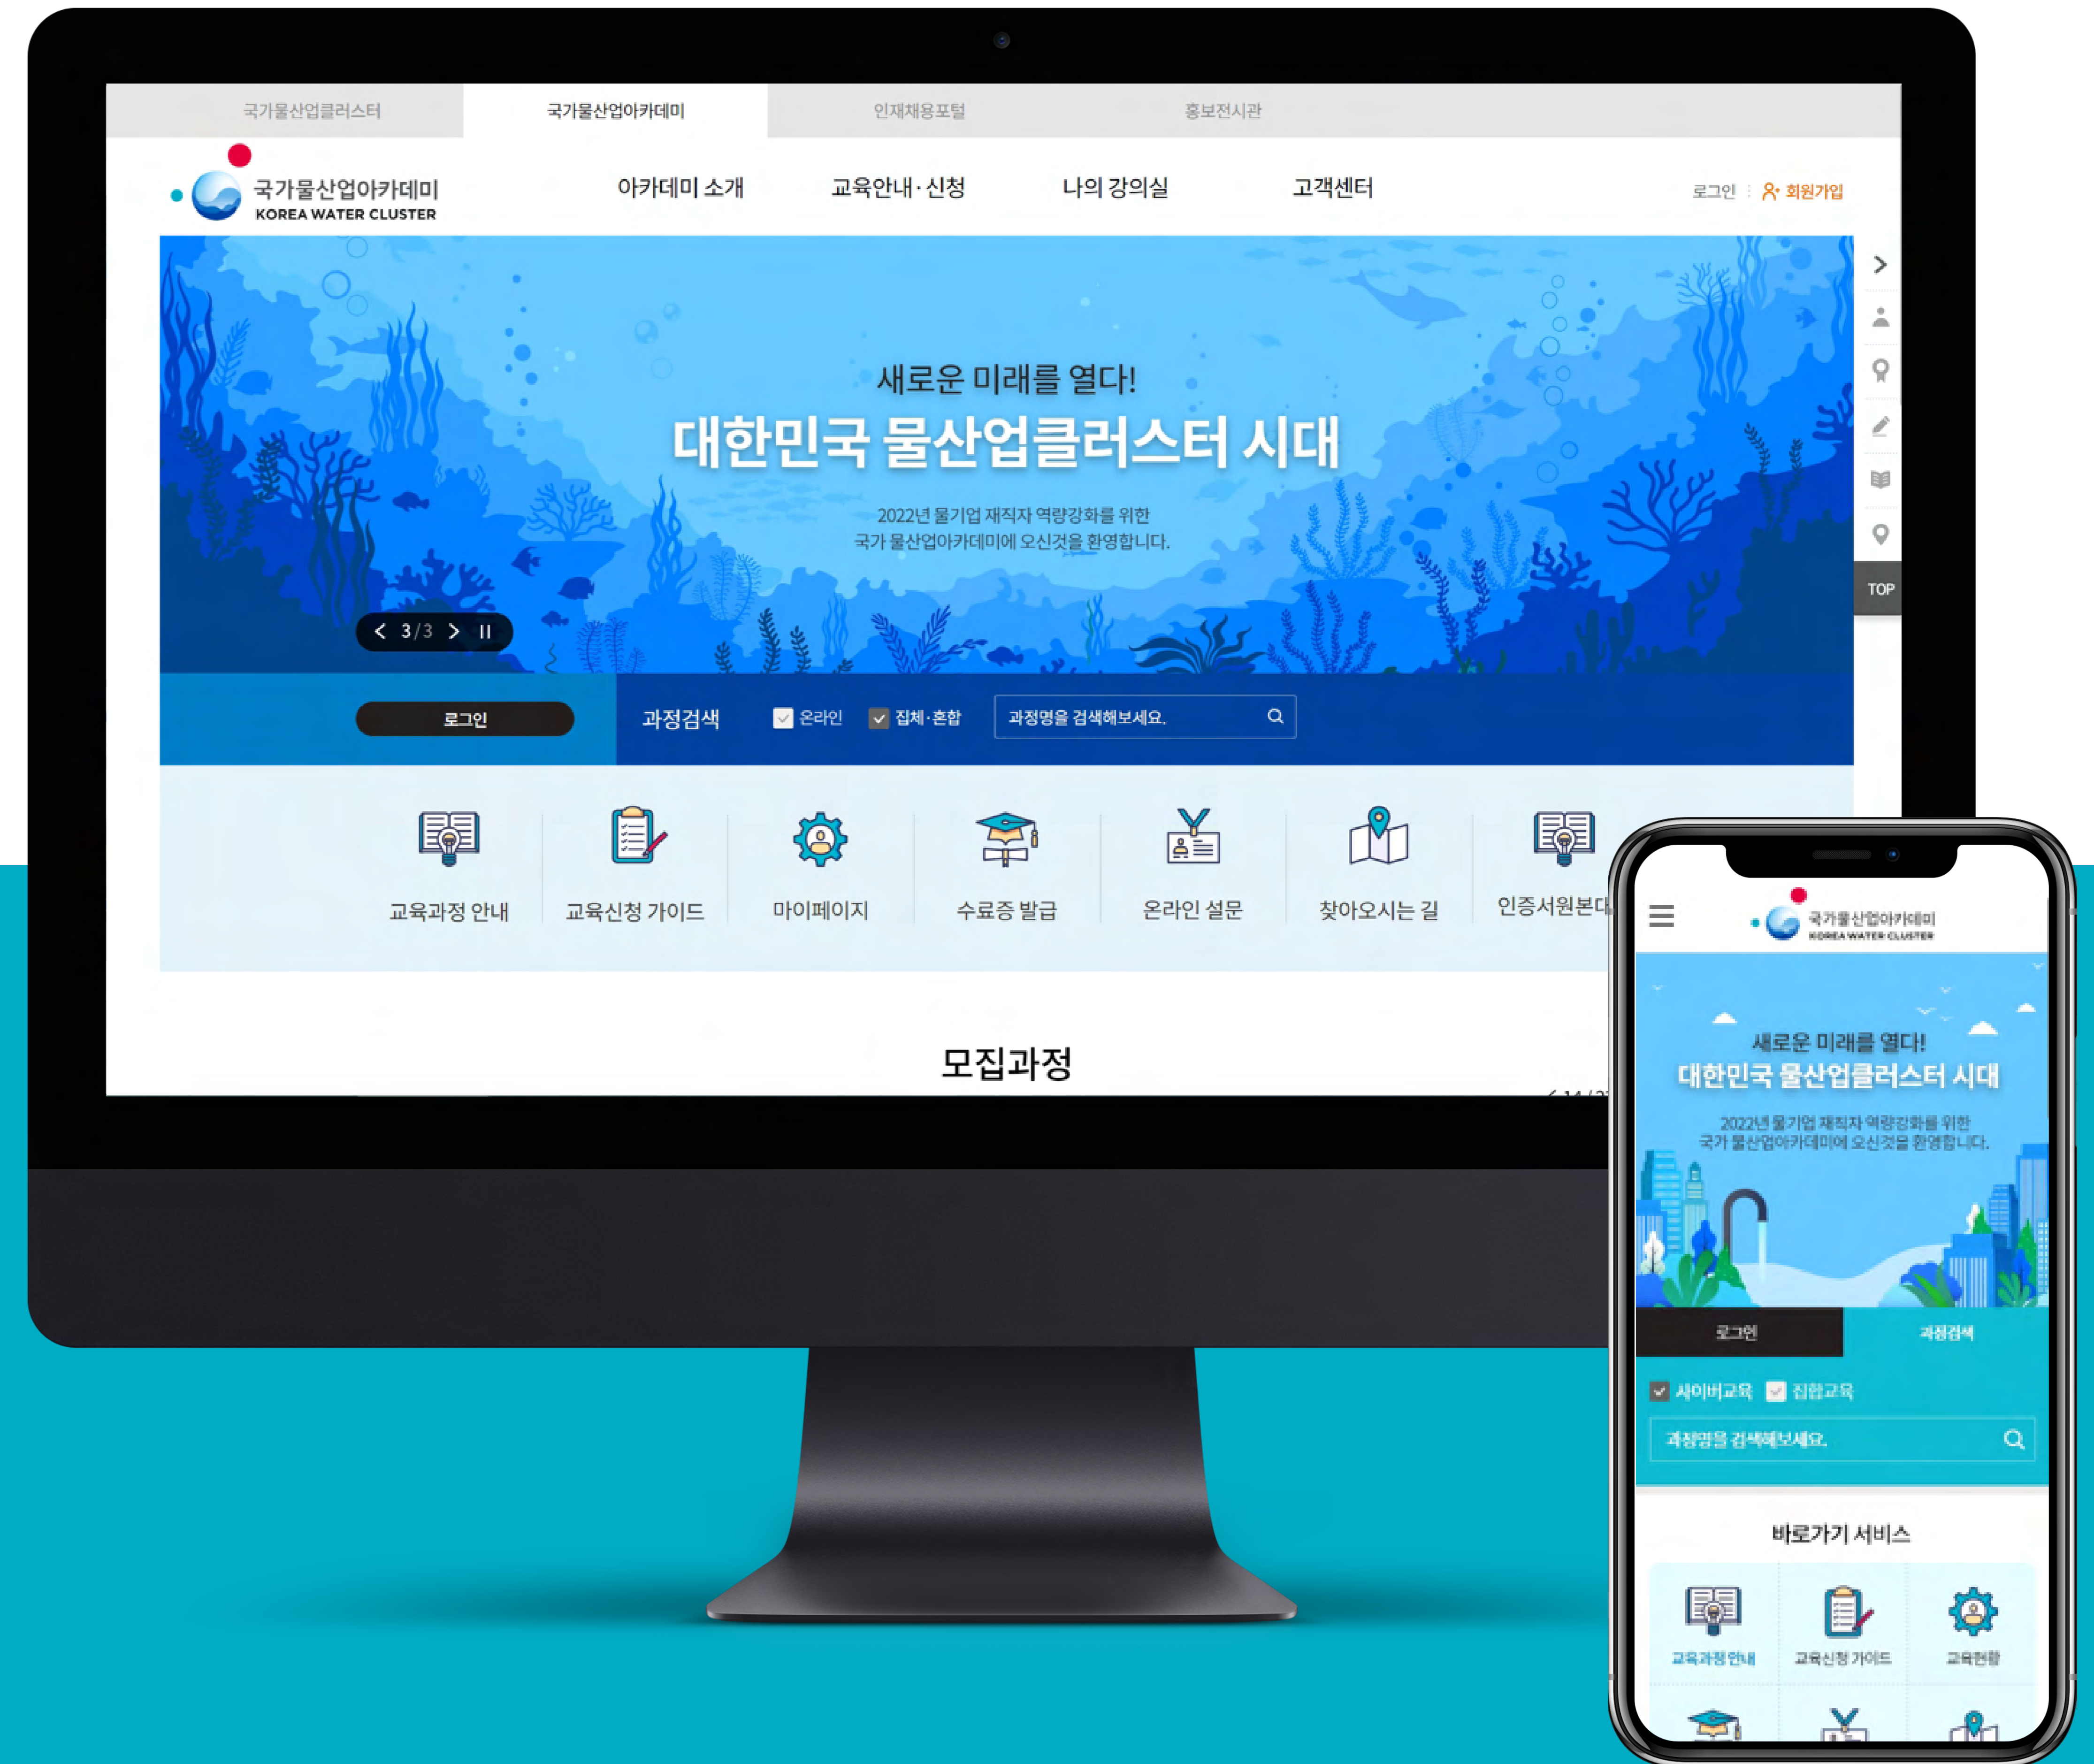 국가물산업클러스터
국가물산업아카데미
인재채용포털
홍보전시관
국가물산업아카데미
KOREA WATER CLUSTER
아카데미 소개
교육안내·신청
나의 강의실
고객센터
로그인
회원가입
새로운 미래를 열다!
대한민국 물산업클러스터 시대
2022년 물기업 재직자 역량강화를 위한
국가 물산업아카데미에 오신것을 환영합니다.
3/3
TOP
로그인
과정검색
온라인
집체·혼합
과정명을 검색해보세요.
교육과정 안내
교육신청 가이드
마이페이지
수료증 발급
온라인 설문
찾아오시는 길
인증서원본대
모집과정
국가물산업아카데미
KOREA WATER CLUSTER
새로운 미래를 열다!
대한민국 물산업클러스터 시대
2022년 물기업 재직자 역량강화를 위한
국가 물산업아카데미에 오신것을 환영합니다.
로그인
과정검색
사이버교육
집합교육
과정명을 검색해보세요.
바로가기 서비스
교육과정 안내
교육신청 가이드
교육현황